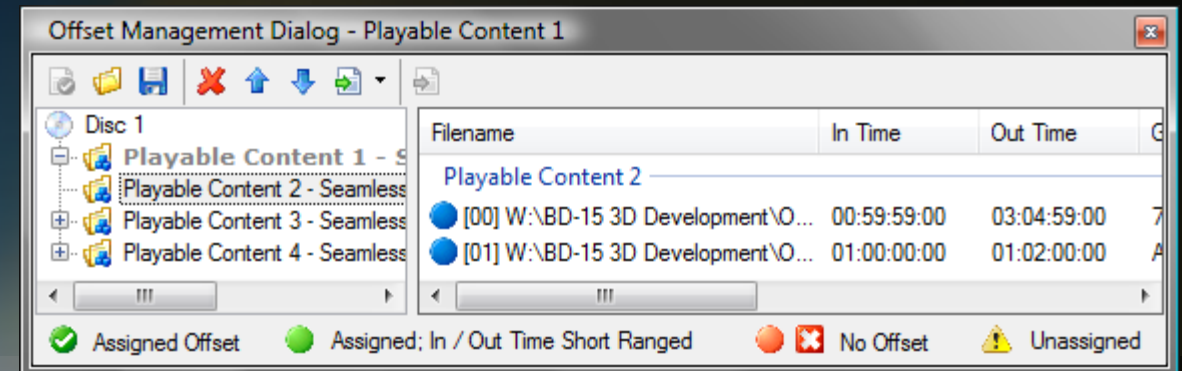 Offset Management Dialog - Playable Content 1
Disc 1
Playable Content 1 - S
Playable Content 2 - Seamless
Playable Content 3 - Seamless
Playable Content 4 - Seamless
Filename In Time Out Time G
Playable Content 2
[00] W:\BD-15 3D Development\O... 00:59:59:00 03:04:59:00 7
[01] W:\BD-15 3D Development\O... 01:00:00:00 01:02:00:00 A
Assigned Offset Assigned; In / Out Time Short Ranged No Offset Unassigned